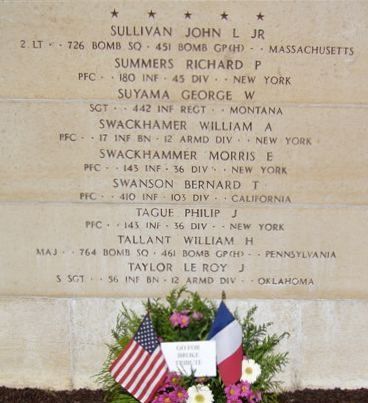 SULLIVAN JOHN L JR
2 LT · · 726 BOMB SQ · 451 BOMB GP(H) · · MASSACHUSETTS
SUMMERS RICHARD P
PFC · · 180 INF · 45 DIV · · NEW YORK
SUYAMA GEORGE W
SGT · · 442 INF REGT · · MONTANA
SWACKHAMER WILLIAM A
PFC · · 17 INF BN · 12 ARMD DIV · · NEW YORK
SWACKHAMMER MORRIS E
PFC · · 143 INF · 36 DIV · · NEW YORK
SWANSON BERNARD T
PFC · · 410 INF · 103 DIV · · CALIFORNIA
TAGUE PHILIP J
PFC · · 143 INF · 36 DIV · · NEW YORK
TALLANT WILLIAM H
MAJ · · 764 BOMB SQ · 461 BOMB GP(H) · · PENNSYLVANIA
TAYLOR LE ROY J
S SGT · · 56 INF BN · 12 ARMD DIV · · OKLAHOMA
GO FOR
TRIBUTE